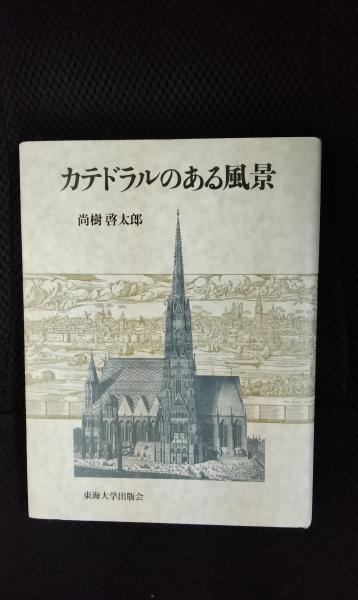 カテドラルのある風景
尚樹 啓太郎
東海大学出版会